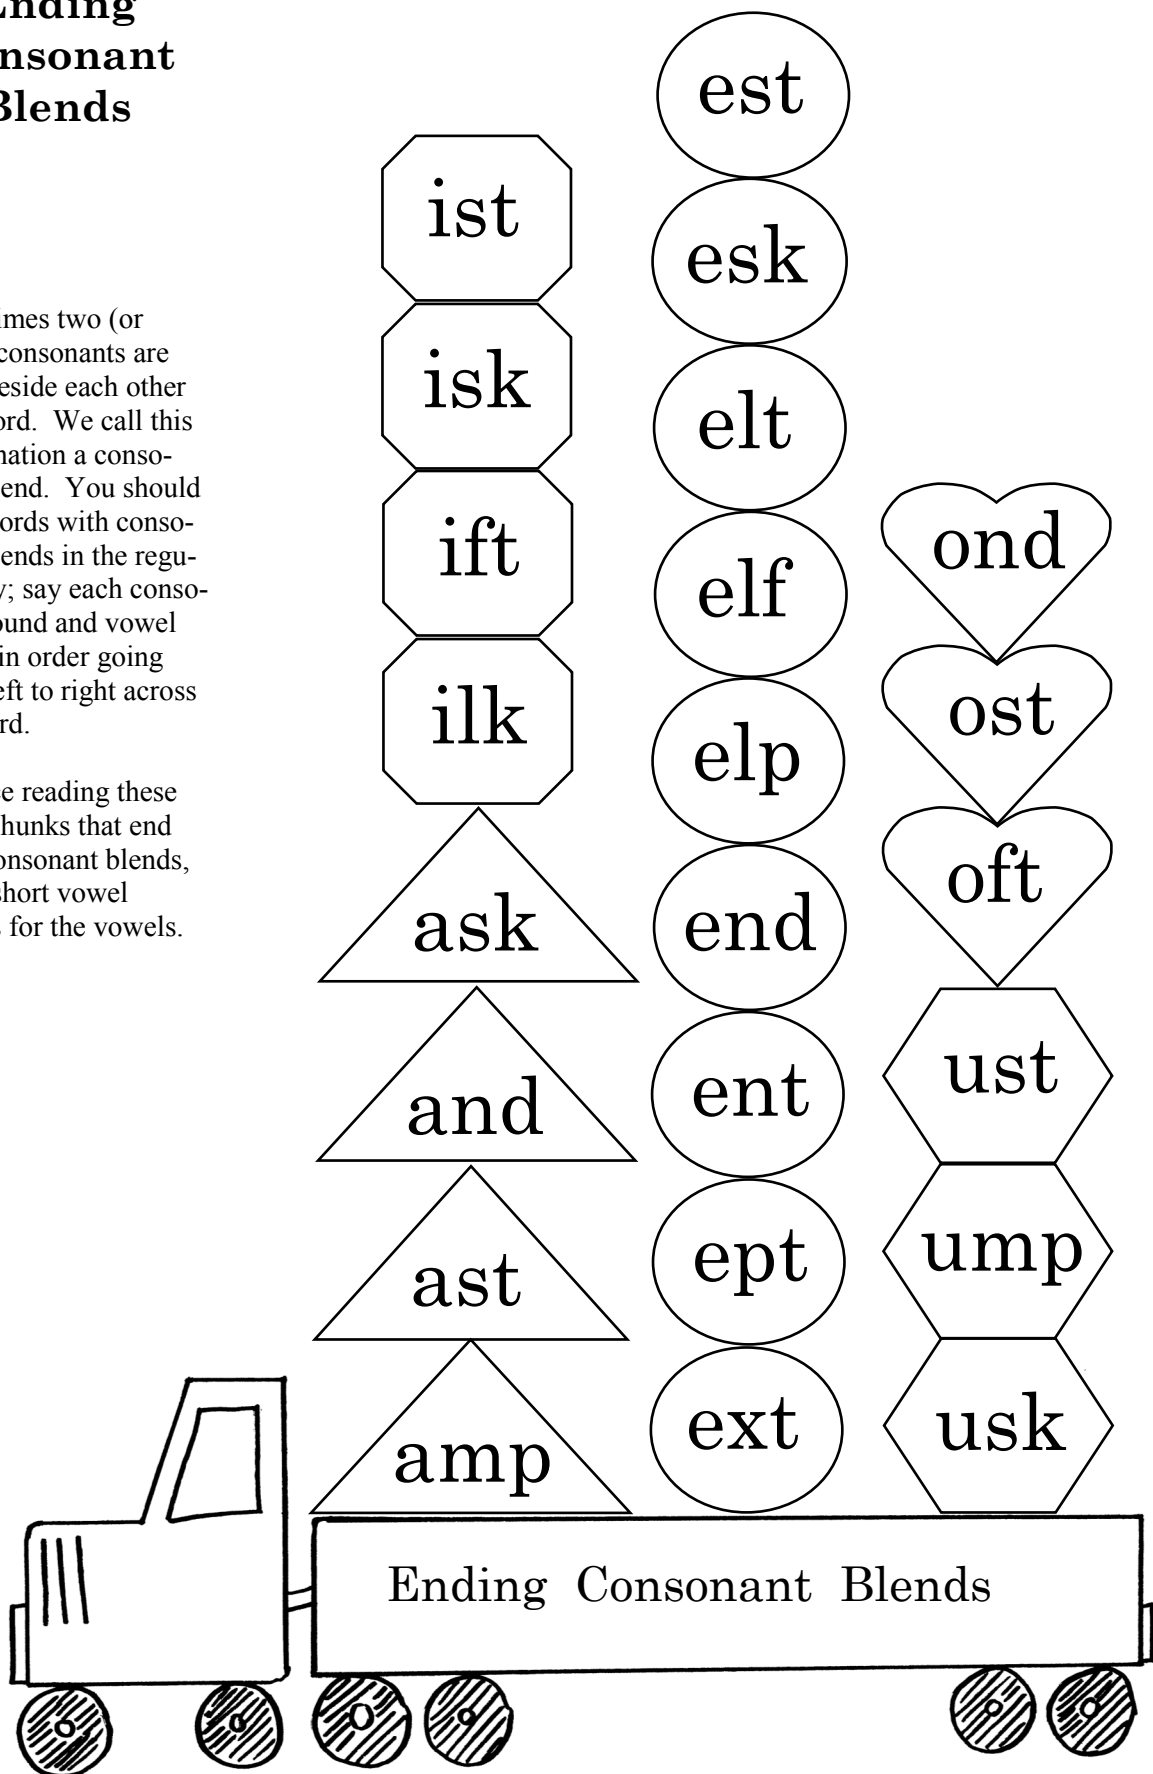 Ending
nsonant
Blends
imes two (or
consonants are
eside each other
ord. We call this
nation a conso-
end. You should
ords with conso-
ends in the regu-
y; say each conso-
ound and vowel
in order going
eft to right across
rd.
e reading these
hunks that end
onsonant blends,
short vowel
s for the vowels.
ist
isk
ift
ilk
ask
and
ast
amp
est
esk
elt
elf
elp
end
ent
ept
ext
ond
ost
oft
ust
ump
usk
Ending Consonant Blends